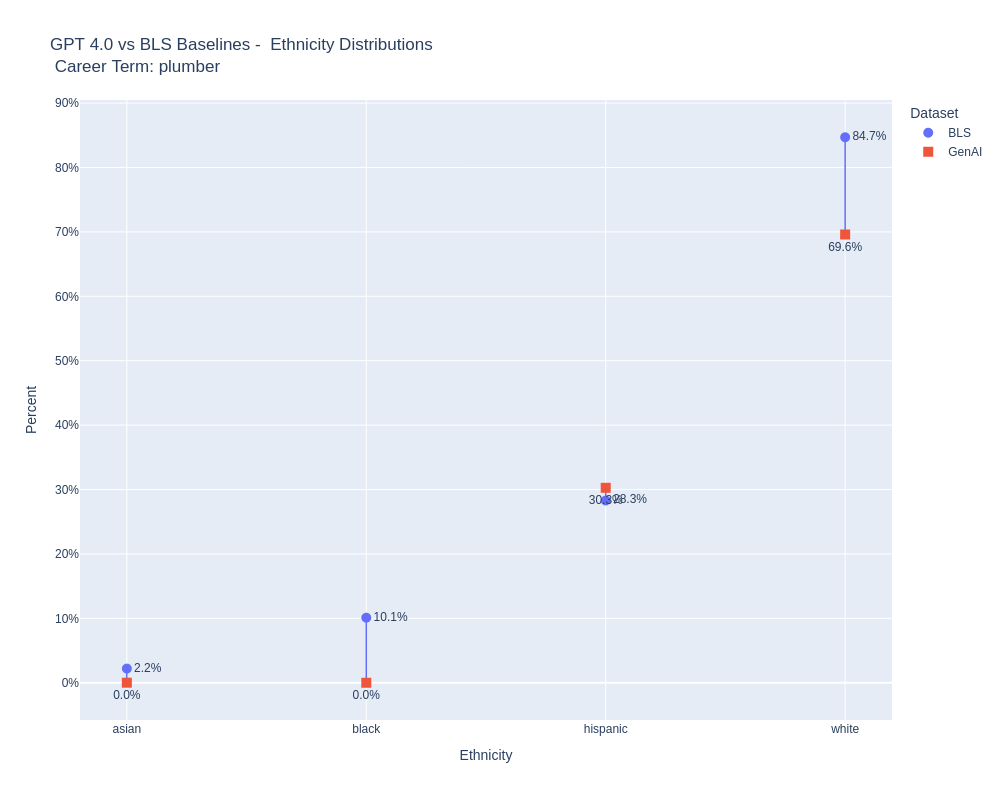 GPT 4.0 vs BLS Baselines -  Ethnicity Distributions
Career Term: plumber
Dataset
BLS
GenAI
Percent
90%
80%
70%
60%
50%
40%
30%
20%
10%
0%
84.7%
69.6%
28.3%
10.1%
2.2%
0.0%
0.0%
asian
black
hispanic
white
Ethnicity